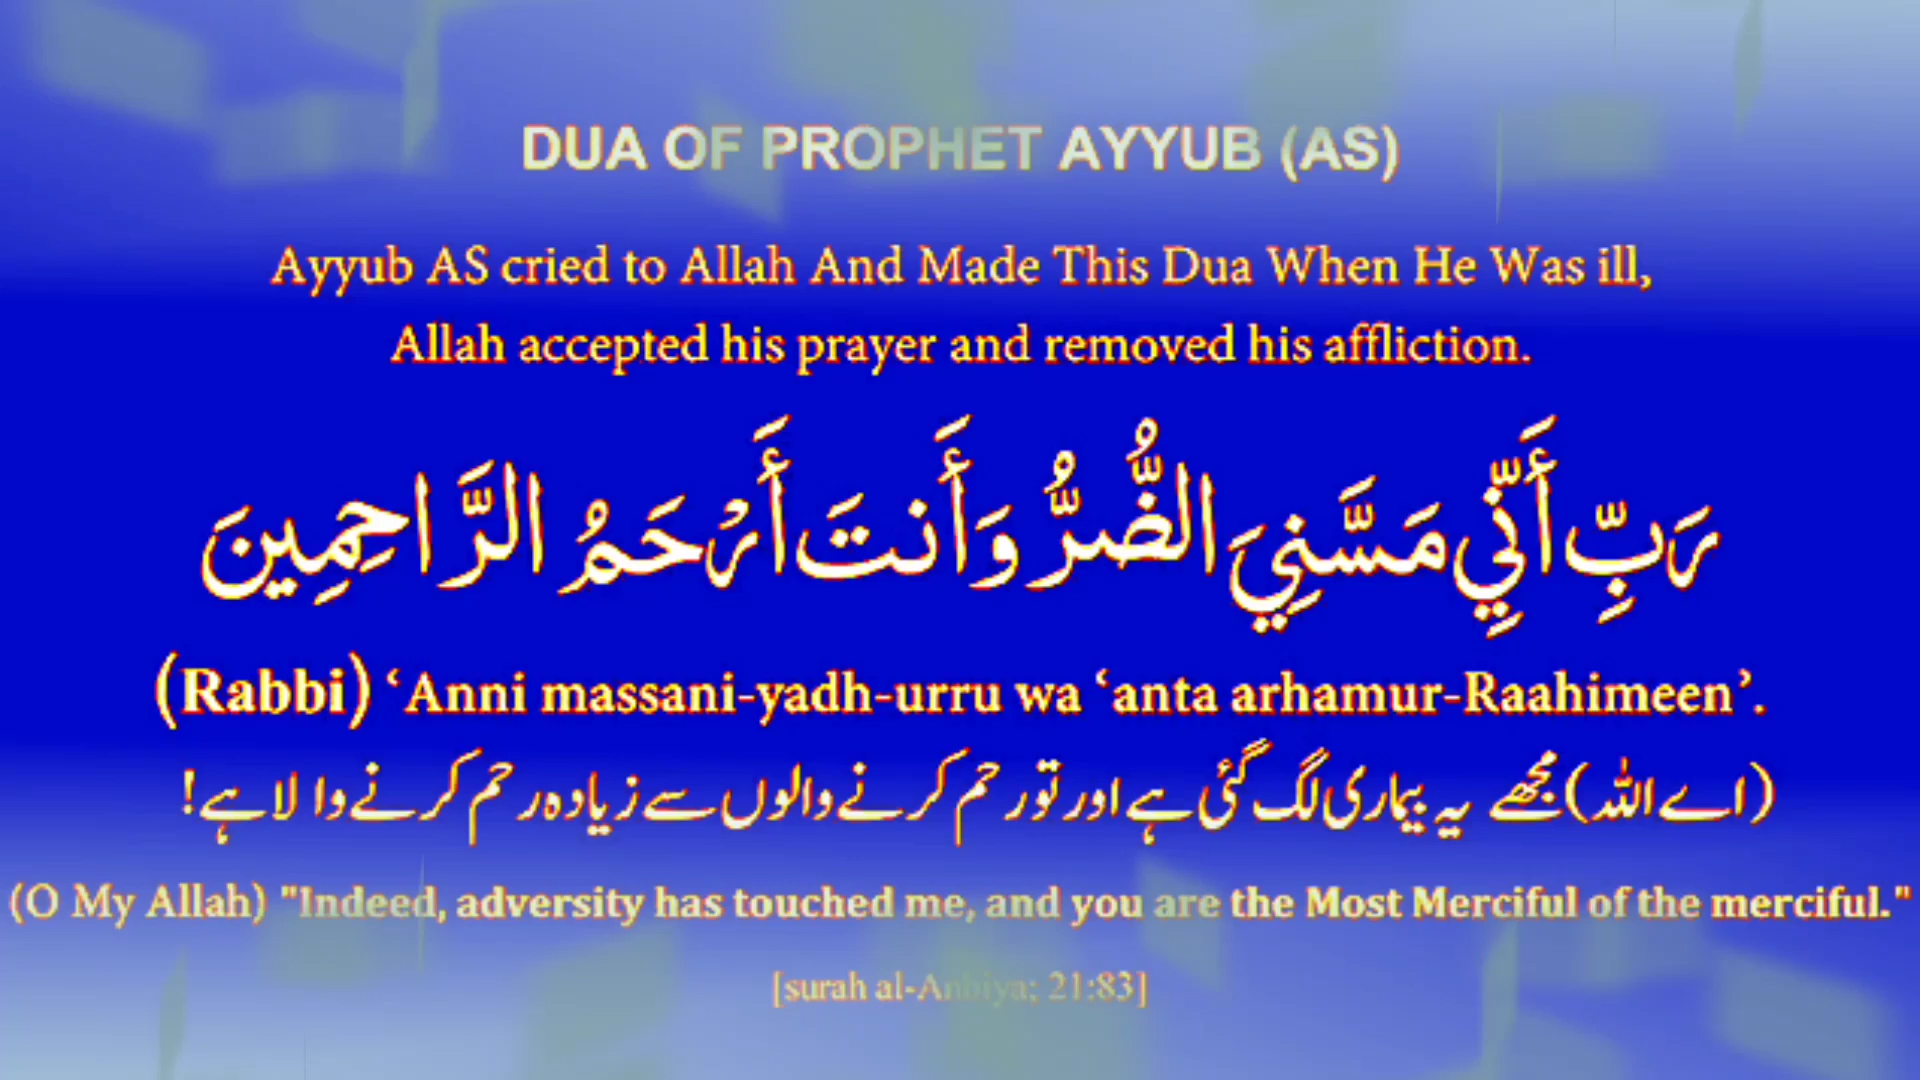 DUA OF PROPHET AYYUB (AS)
Ayyub AS cried to Allah And Made This Dua When He Was ill,
Allah accepted his prayer and removed his affliction.
رَبِّ أَنِّي مَسَّنِيَ الضُّرُّ وَأَنتَ أَرْحَمُ الرَّاحِمِينَ
(Rabbi) ‘Anni massani-yadh-urru wa ‘anta arhamur-Raahimeen’.
(اے اللہ) مجھے یہ بیماری لگ گئی ہے اور تو رحم کرنے والوں سے زیادہ رحم کرنے والا ہے!
(O My Allah) "Indeed, adversity has touched me, and you are the Most Merciful of the merciful."
[surah al-Anbiya; 21:83]